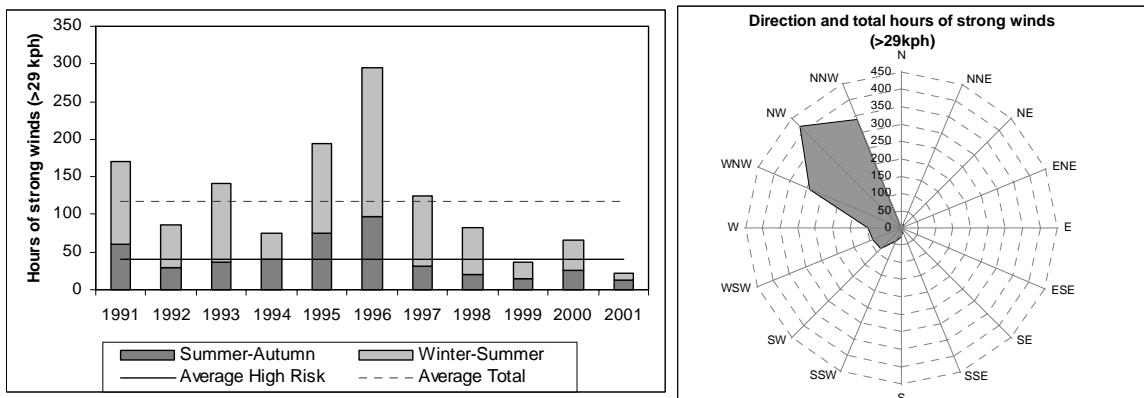 350
300
250
200
150
100
50
0
Hours of strong winds (>29 kph)
1991 1992 1993 1994 1995 1996 1997 1998 1999 2000 2001
Summer-Autumn Winter-Summer
Average High Risk Average Total
Direction and total hours of strong winds
(>29kph)
N
NNE
NE
ENE
E
ESE
SE
SSE
S
SSW
SW
WSW
W
WNW
NW
NNW
450
400
350
300
250
200
150
100
50
0